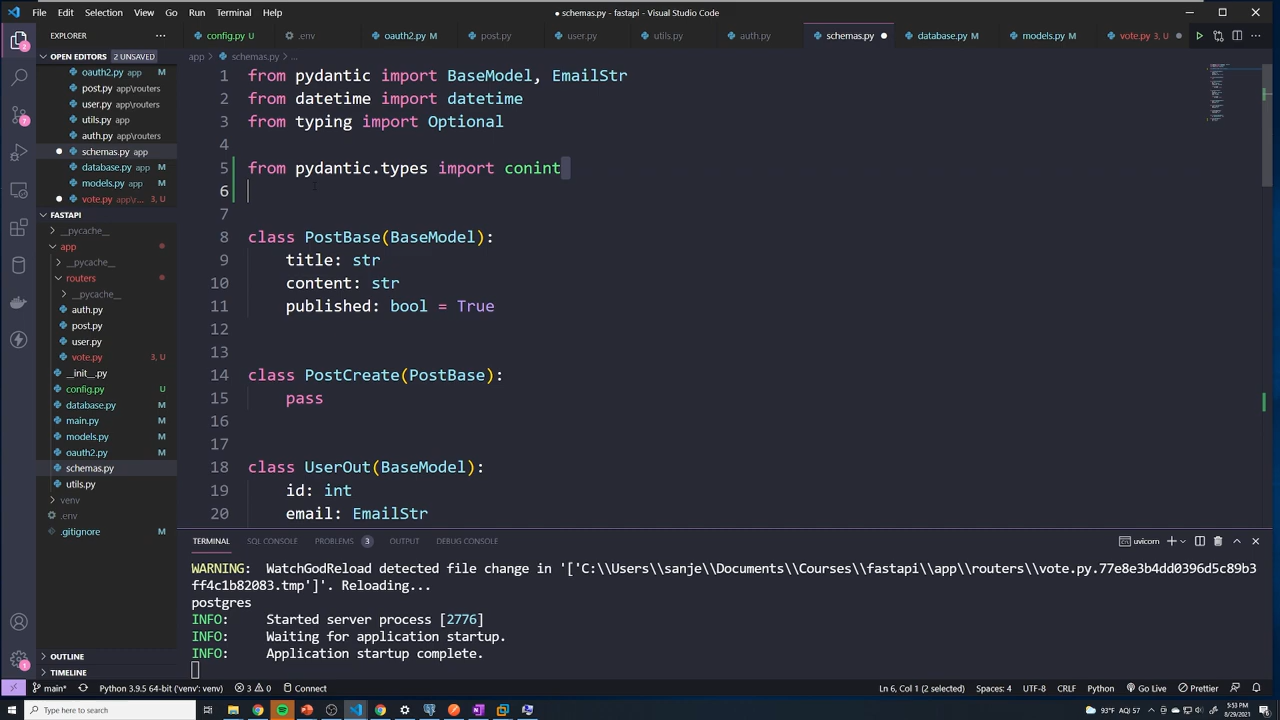 File Edit Selection View Go Run Terminal Help
● schemas.py - fastapi - Visual Studio Code
EXPLORER
config.py U
.env
oauth2.py M
post.py
user.py
utils.py
auth.py
schemas.py
database.py M
models.py M
vote.py 3, U
OPEN EDITORS 2 UNSAVED
oauth2.py app M
post.py app\routers
user.py app\routers
utils.py app
auth.py app\routers
schemas.py app
database.py app M
models.py app M
vote.py app\r... 3, U
FASTAPI
__pycache__
app
__pycache__
routers
__pycache__
auth.py
post.py
user.py
vote.py 3, U
__init__.py
config.py U
database.py M
main.py M
models.py M
oauth2.py M
schemas.py
utils.py
venv
.env
.gitignore M
OUTLINE
TIMELINE
app > schemas.py > ...
1 from pydantic import BaseModel, EmailStr
2 from datetime import datetime
3 from typing import Optional
4
5 from pydantic.types import conint
6
7
8 class PostBase(BaseModel):
9 title: str
10 content: str
11 published: bool = True
12
13
14 class PostCreate(PostBase):
15 pass
16
17
18 class UserOut(BaseModel):
19 id: int
20 email: EmailStr
TERMINAL SQL CONSOLE PROBLEMS 3 OUTPUT DEBUG CONSOLE
uvicorn
WARNING: WatchGodReload detected file change in '['C:\\Users\\sanje\\Documents\\Courses\\fastapi\\app\\routers\\vote.py.77e8e3b4dd0396d5c89b3
ff4c1b82083.tmp']'. Reloading...
postgres
INFO: Started server process [2776]
INFO: Waiting for application startup.
INFO: Application startup complete.
main* Python 3.9.5 64-bit ('venv': venv) 3 0 Connect
Ln 6, Col 1 (2 selected) Spaces: 4 UTF-8 CRLF Python Go Live Prettier
Type here to search
93°F AQI 57
5:53 PM
8/29/2021